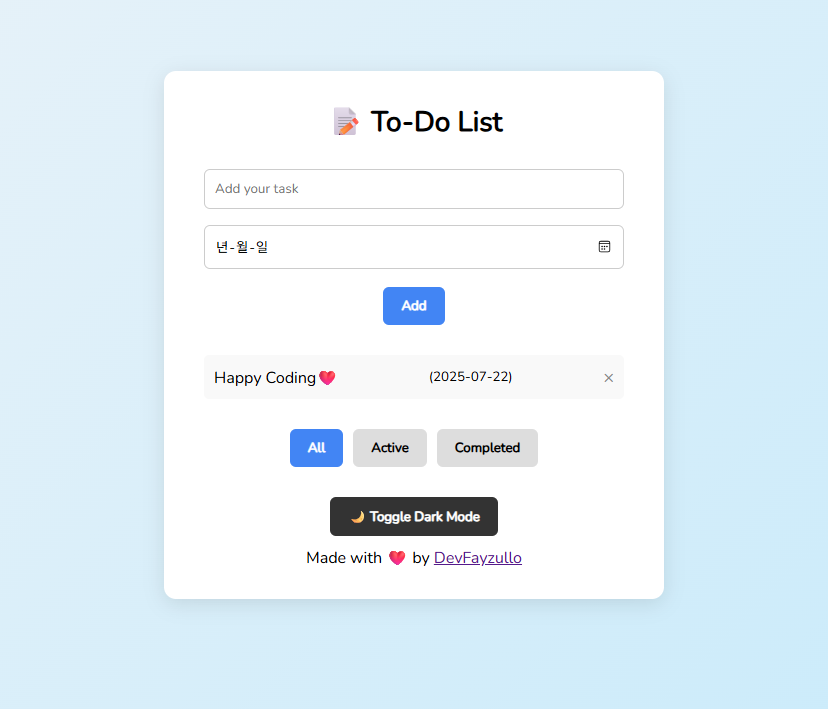 📝 To-Do List
Add your task
년-월-일
Add
Happy Coding💖 (2025-07-22) ×
All Active Completed
🌙 Toggle Dark Mode
Made with 💖 by DevFayzullo